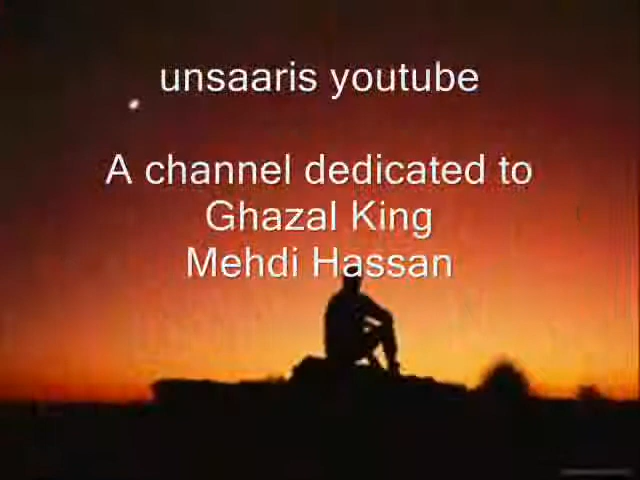 unsaaris youtube
A channel dedicated to
Ghazal King
Mehdi Hassan